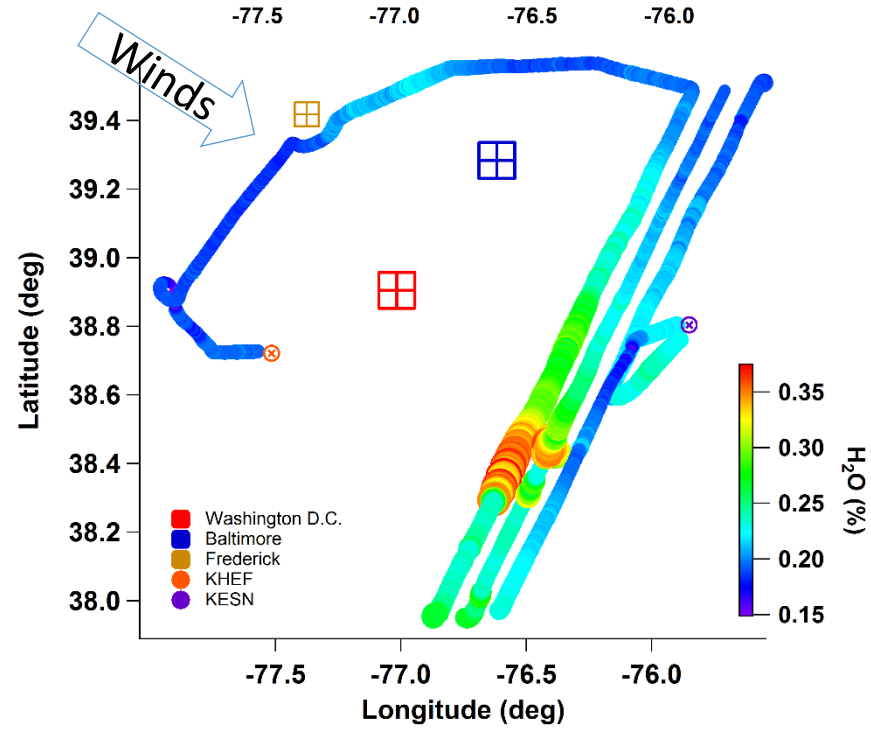 -77.5 -77.0 -76.5 -76.0
Winds
39.4
39.2
39.0
38.8
38.6
38.4
38.2
38.0
Latitude (deg)
Washington D.C.
Baltimore
Frederick
KHEF
KESN
0.35
0.30
0.25
0.20
0.15
H₂O (%)
-77.5 -77.0 -76.5 -76.0
Longitude (deg)